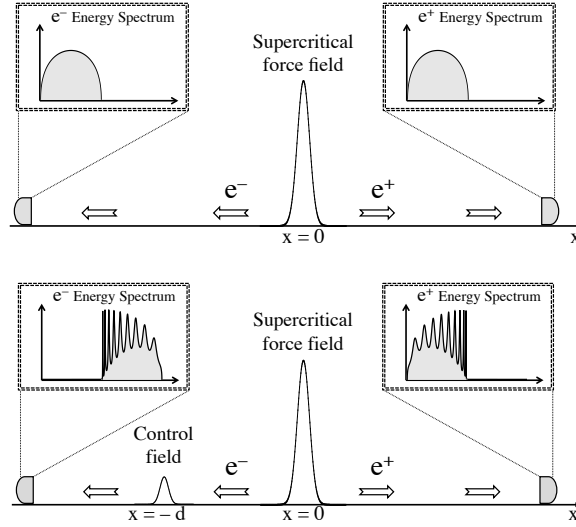 e⁻ Energy Spectrum
e⁺ Energy Spectrum
Supercritical
force field
e⁻
e⁺
x = 0
x
e⁻ Energy Spectrum
e⁺ Energy Spectrum
Supercritical
force field
Control
field
e⁻
e⁺
x = – d
x = 0
x